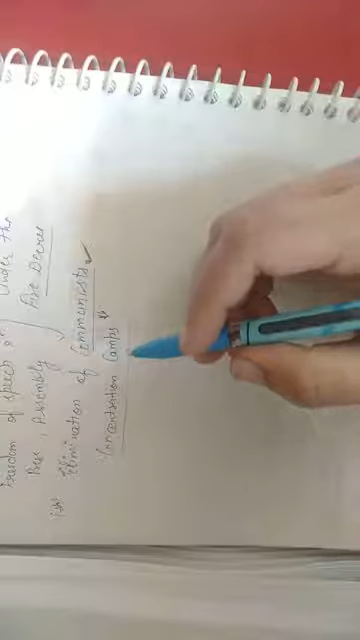 Freedom of speech Under the
Press, Assembly } Fire Decree
Elimination of Communists ✓
Concentration Camps